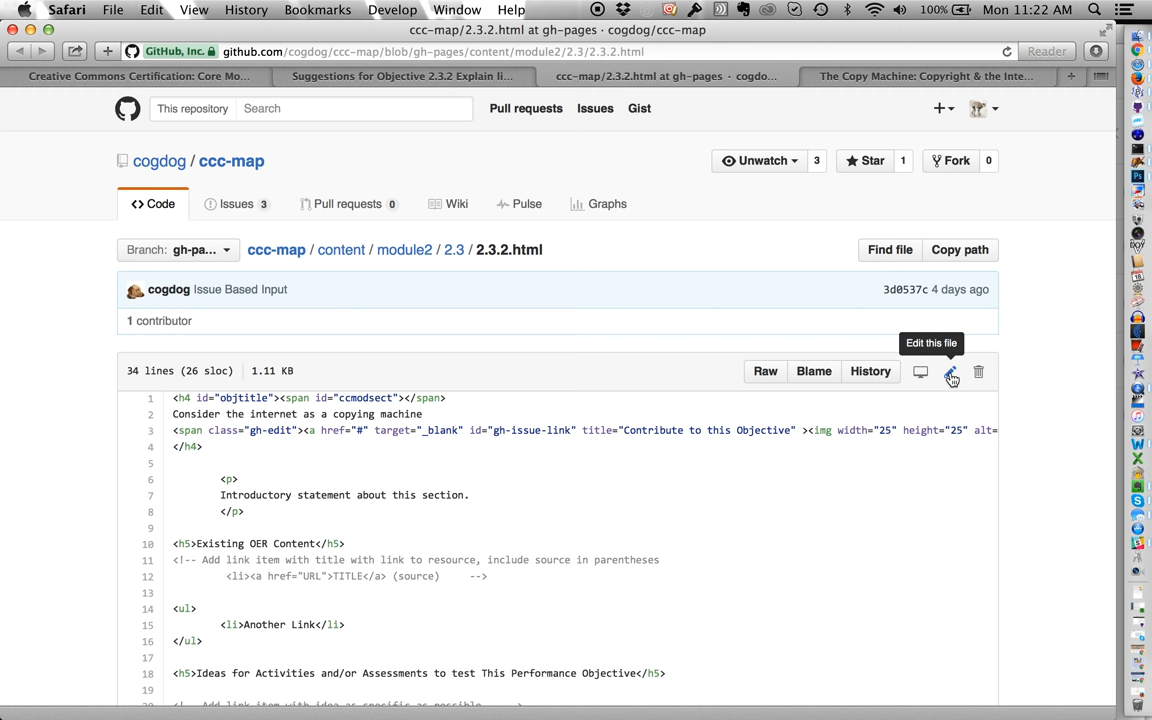 Safari File Edit View History Bookmarks Develop Window Help 100% Mon 11:22 AM
ccc-map/2.3.2.html at gh-pages · cogdog/ccc-map
GitHub, Inc. github.com/cogdog/ccc-map/blob/gh-pages/content/module2/2.3/2.3.2.html Reader
Creative Commons Certification: Core Mo... Suggestions for Objective 2.3.2 Explain li... ccc-map/2.3.2.html at gh-pages · cogdo... The Copy Machine: Copyright & the Inte...
This repository Search Pull requests Issues Gist
cogdog / ccc-map Unwatch 3 Star 1 Fork 0
Code Issues 3 Pull requests 0 Wiki Pulse Graphs
Branch: gh-pa... ccc-map / content / module2 / 2.3 / 2.3.2.html Find file Copy path
cogdog Issue Based Input 3d0537c 4 days ago
1 contributor
Edit this file
34 lines (26 sloc) 1.11 KB Raw Blame History
1 <h4 id="objtitle"><span id="ccmodsect"></span>
2 Consider the internet as a copying machine
3 <span class="gh-edit"><a href="#" target="_blank" id="gh-issue-link" title="Contribute to this Objective" ><img width="25" height="25" alt=
4 </h4>
5
6 <p>
7 Introductory statement about this section.
8 </p>
9
10 <h5>Existing OER Content</h5>
11 <!-- Add link item with title with link to resource, include source in parentheses
12 <li><a href="URL">TITLE</a> (source) -->
13
14 <ul>
15 <li>Another Link</li>
16 </ul>
17
18 <h5>Ideas for Activities and/or Assessments to test This Performance Objective</h5>
19
20 <!-- Add link item with idea as specific as possible -->